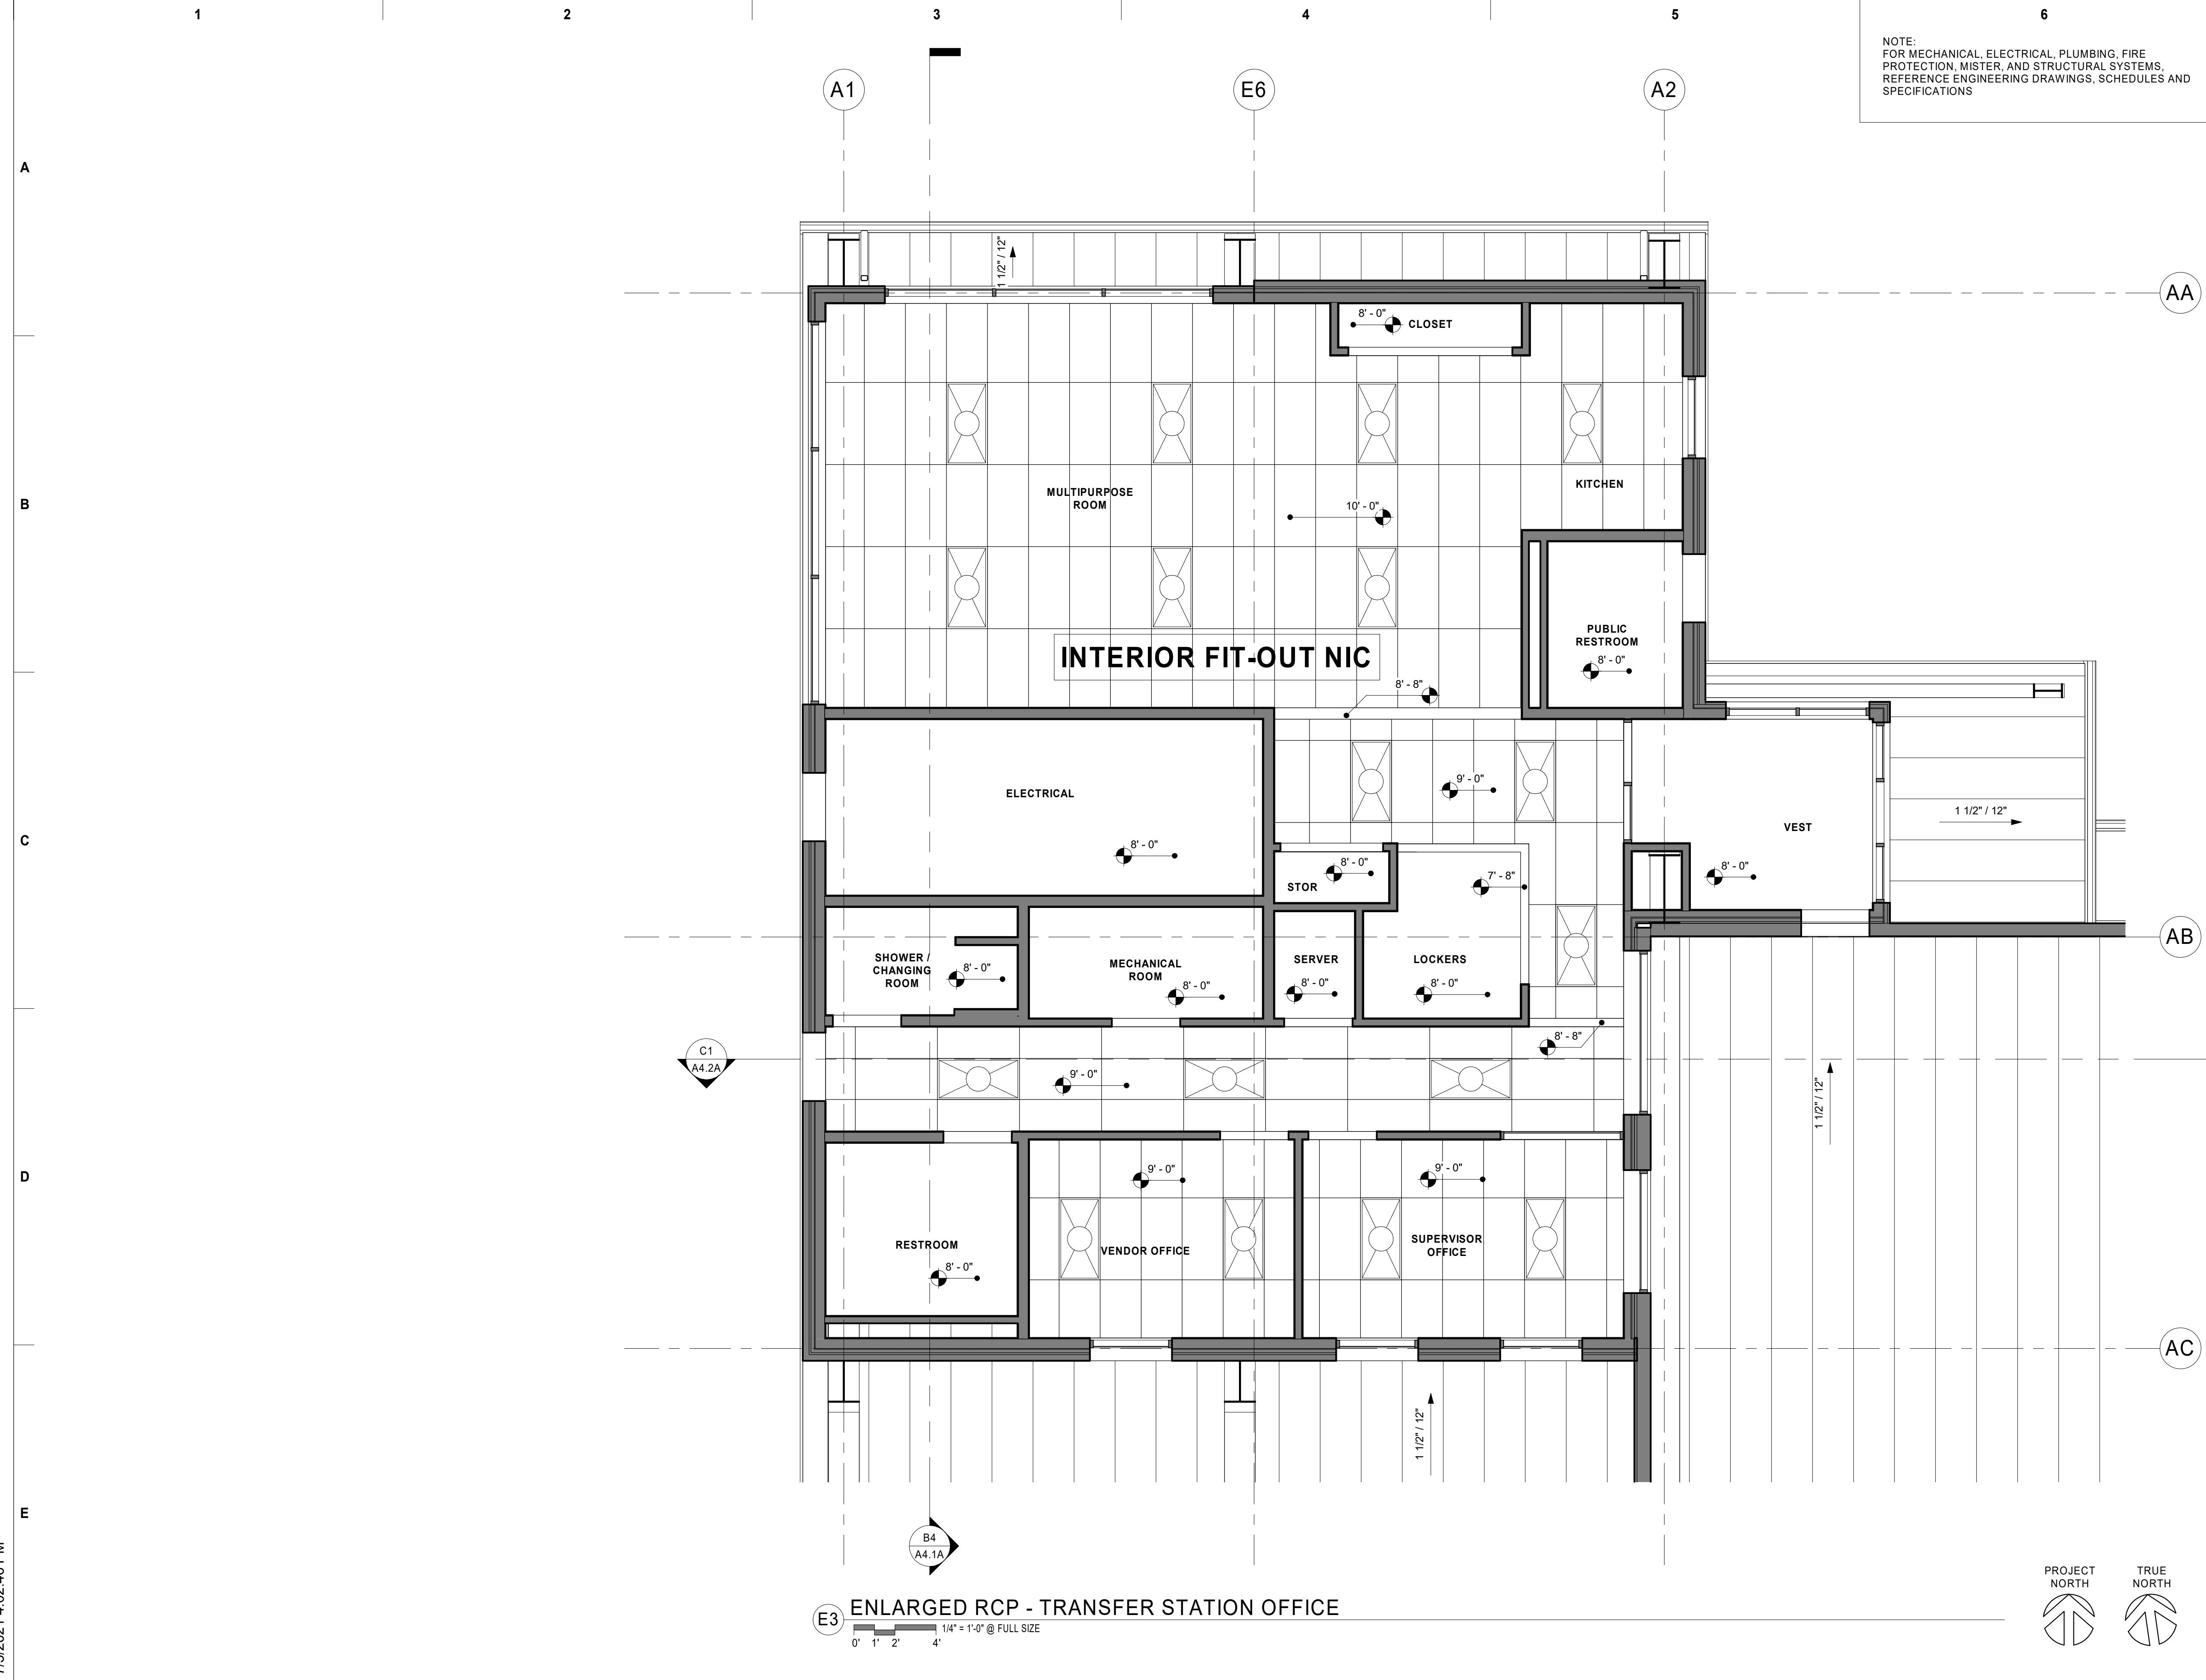 1 2 3 4 5 6
NOTE:
FOR MECHANICAL, ELECTRICAL, PLUMBING, FIRE
PROTECTION, MISTER, AND STRUCTURAL SYSTEMS,
REFERENCE ENGINEERING DRAWINGS, SCHEDULES AND
SPECIFICATIONS
A1 E6 A2
A
1 1/2" / 12"
AA
8' - 0"
CLOSET
B
MULTIPURPOSE
ROOM
KITCHEN
10' - 0"
PUBLIC
RESTROOM
8' - 0"
INTERIOR FIT-OUT NIC
8' - 8"
9' - 0"
ELECTRICAL
8' - 0"
1 1/2" / 12"
VEST
8' - 0"
C
8' - 0"
STOR
7' - 8"
AB
SHOWER /
CHANGING
ROOM
8' - 0"
MECHANICAL
ROOM
8' - 0"
SERVER
8' - 0"
LOCKERS
8' - 0"
8' - 8"
C1
A4.2A
9' - 0"
1 1/2" / 12"
D
9' - 0"
9' - 0"
RESTROOM
8' - 0"
VENDOR OFFICE
SUPERVISOR
OFFICE
AC
1 1/2" / 12"
E
B4
A4.1A
E3
ENLARGED RCP - TRANSFER STATION OFFICE
1/4" = 1'-0" @ FULL SIZE
0' 1' 2' 4'
PROJECT
NORTH
TRUE
NORTH